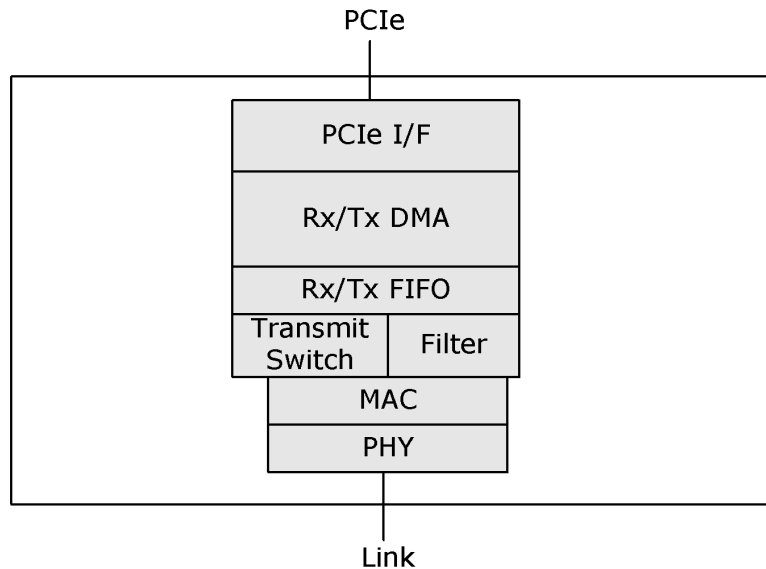 PCIe
PCIe I/F
Rx/Tx DMA
Rx/Tx FIFO
Transmit
Switch
Filter
MAC
PHY
Link